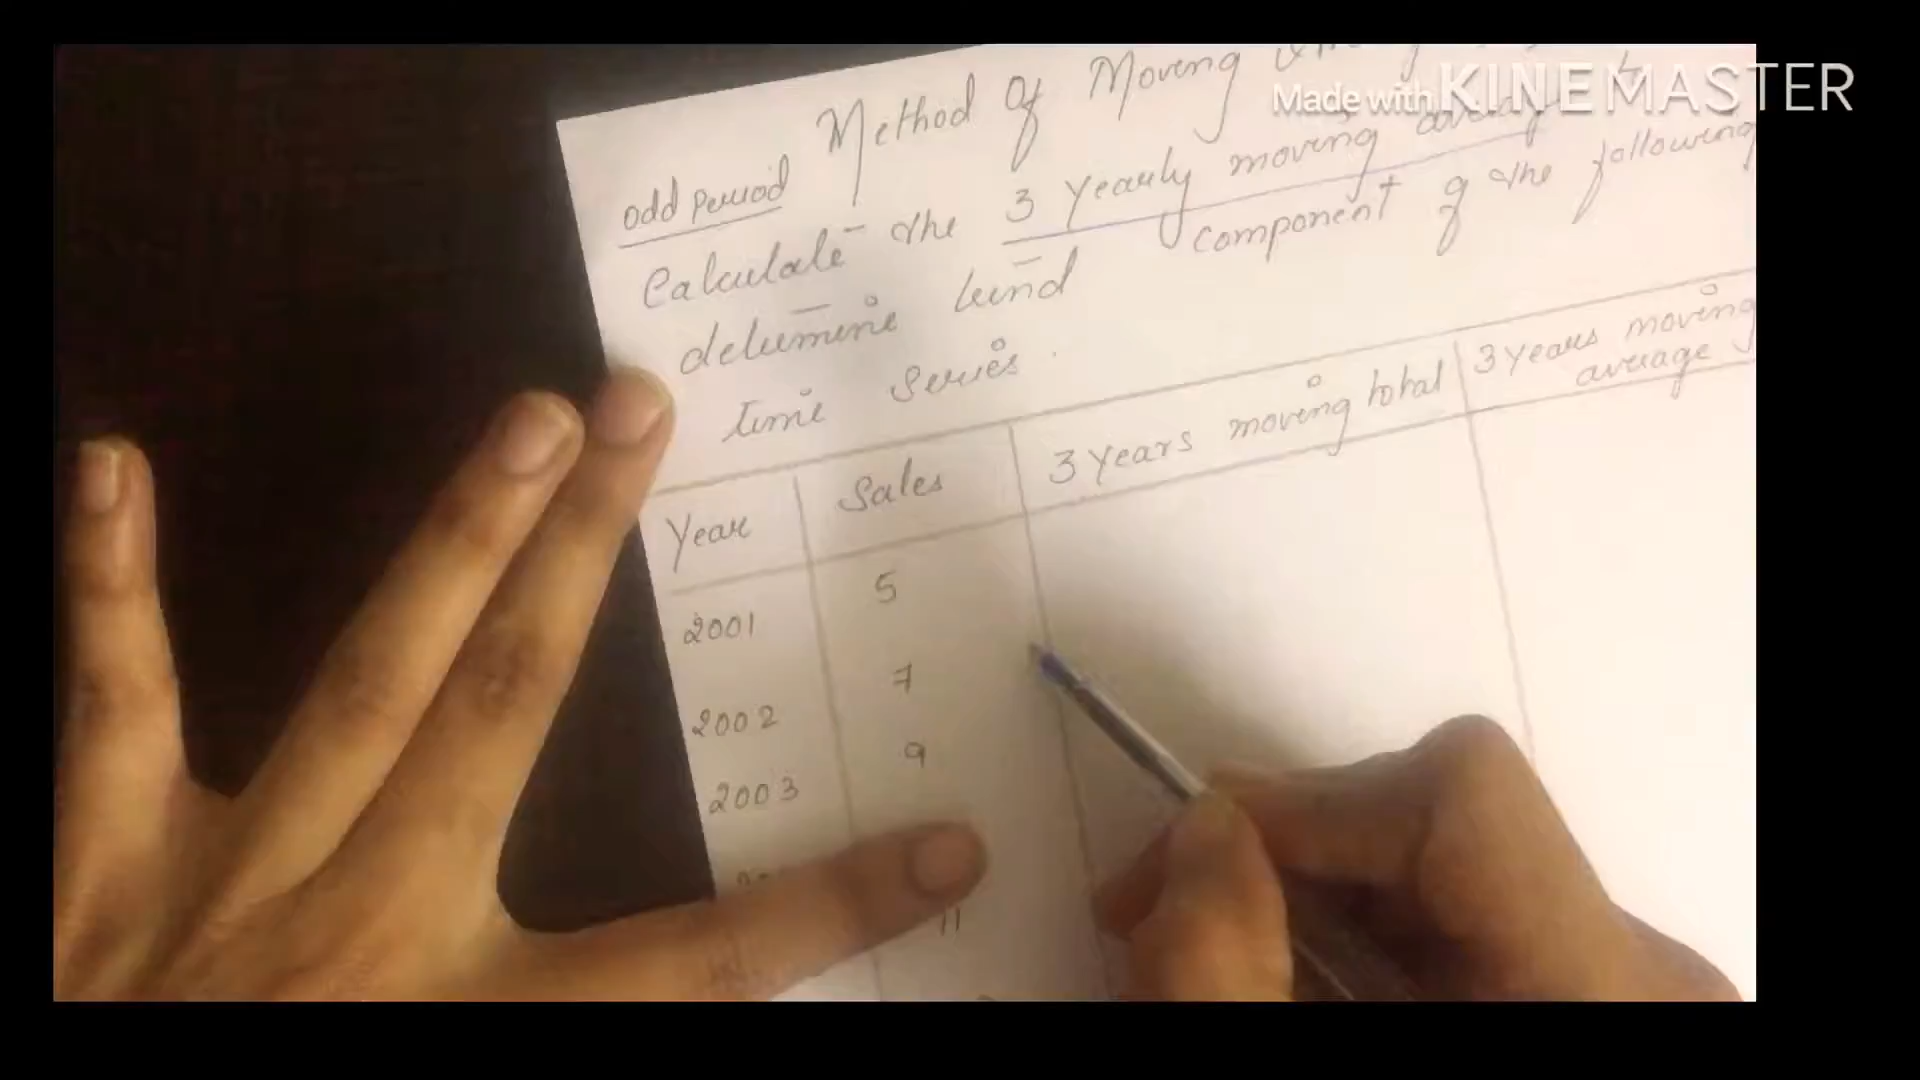 Made with KINEMASTER
Method Of Moving
odd period
Calculate the 3 Yearly moving average
determine trend component of the following
time series.
Year Sales 3 Years moving total 3 Years moving average
2001 5
2002 7
2003 9
11